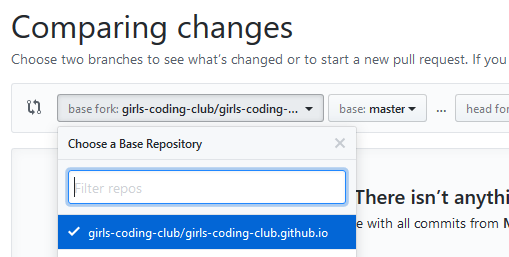 Comparing changes
Choose two branches to see what's changed or to start a new pull request. If you
base fork: girls-coding-club/girls-coding-... base: master ... head for
Choose a Base Repository
Filter repos
There isn't anythi
girls-coding-club/girls-coding-club.github.io
e with all commits from